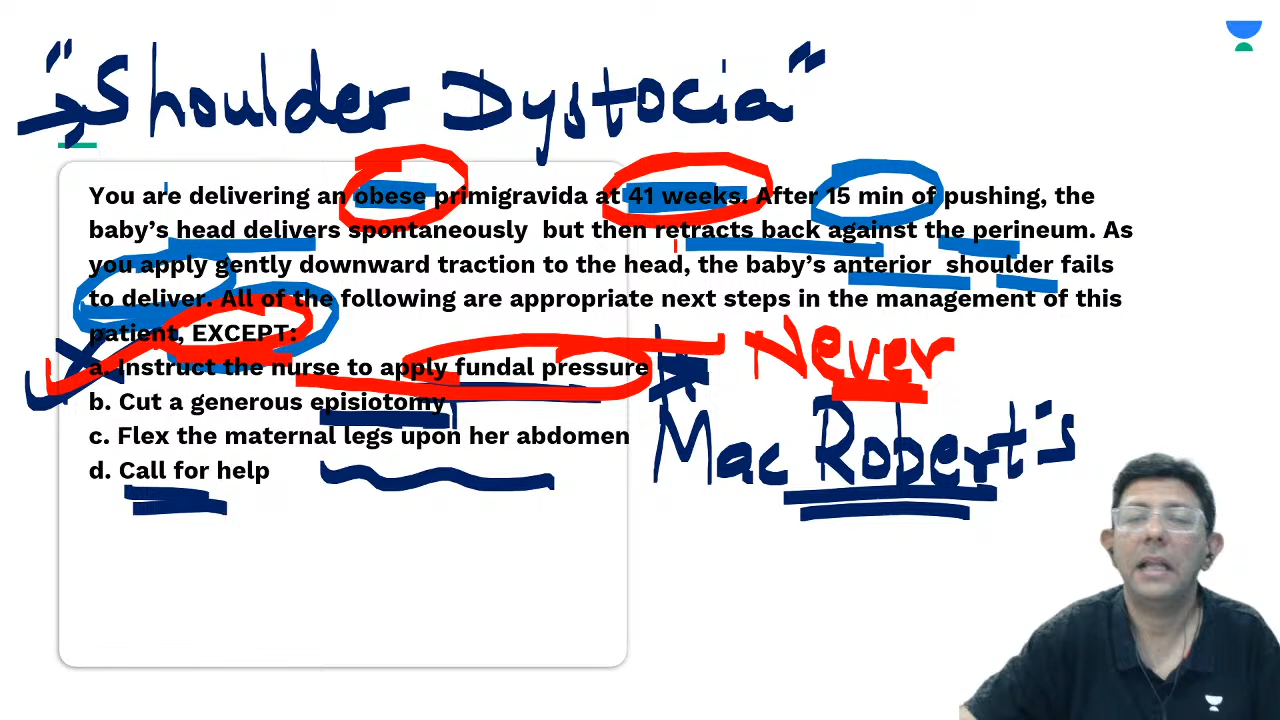 "Shoulder Dystocia"
You are delivering an obese primigravida at 41 weeks. After 15 min of pushing, the
baby's head delivers spontaneously but then retracts back against the perineum. As
you apply gently downward traction to the head, the baby's anterior shoulder fails
to deliver. All of the following are appropriate next steps in the management of this
patient, EXCEPT:
a. Instruct the nurse to apply fundal pressure
Never
b. Cut a generous episiotomy
c. Flex the maternal legs upon her abdomen
Mac Robert's
d. Call for help